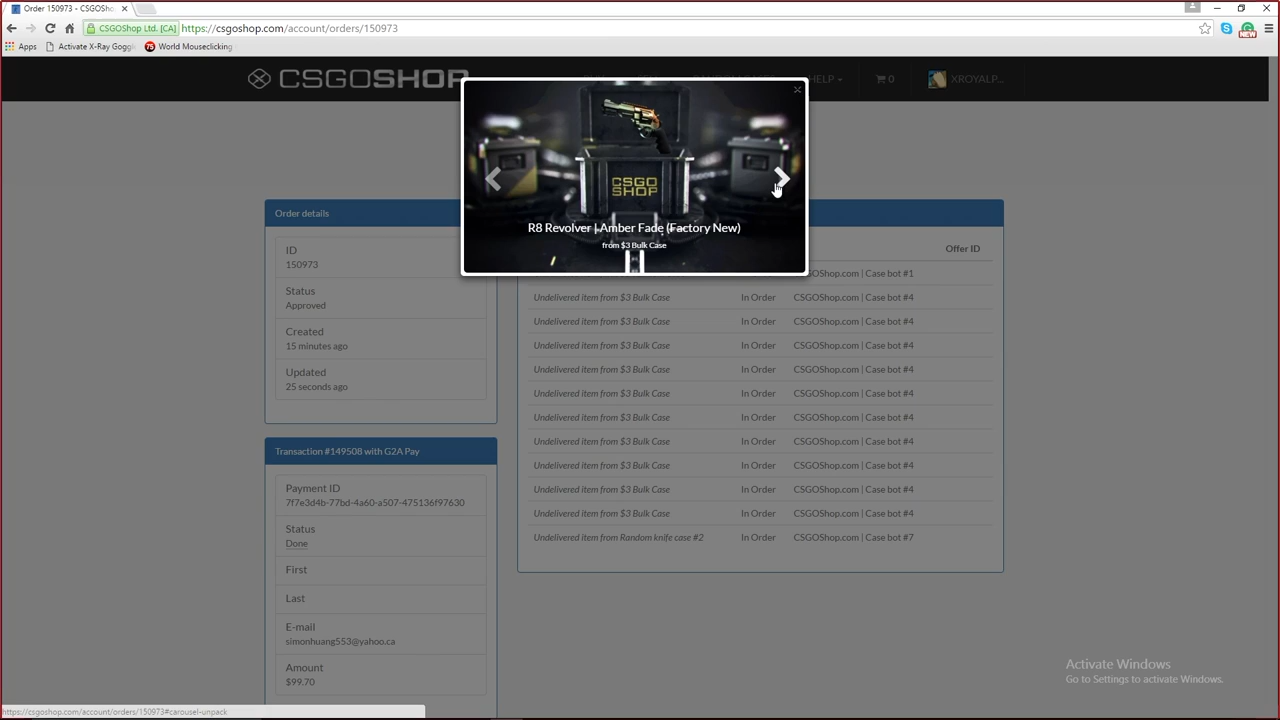 Order 150973 - CSGOSh
CSGOShop Ltd. [CA]
https://csgoshop.com/account/orders/150973
NEW
Apps
Activate X-Ray Goggl
75
World Mouseclicking
CSGOSHOP
HELP
0
XROYALP...
CSGO
SHOP
R8 Revolver | Amber Fade (Factory New)
from $3 Bulk Case
Order details
ID
150973
Status
Approved
Created
15 minutes ago
Updated
25 seconds ago
Transaction #149508 with G2A Pay
Payment ID
7f7e3d4b-77bd-4a60-a507-475136f97630
Status
Done
First
Last
E-mail
simonhuang553@yahoo.ca
Amount
$99.70
Offer ID
CSGOShop.com | Case bot #1
Undelivered item from $3 Bulk Case In Order CSGOShop.com | Case bot #4
Undelivered item from $3 Bulk Case In Order CSGOShop.com | Case bot #4
Undelivered item from $3 Bulk Case In Order CSGOShop.com | Case bot #4
Undelivered item from $3 Bulk Case In Order CSGOShop.com | Case bot #4
Undelivered item from $3 Bulk Case In Order CSGOShop.com | Case bot #4
Undelivered item from $3 Bulk Case In Order CSGOShop.com | Case bot #4
Undelivered item from $3 Bulk Case In Order CSGOShop.com | Case bot #4
Undelivered item from $3 Bulk Case In Order CSGOShop.com | Case bot #4
Undelivered item from $3 Bulk Case In Order CSGOShop.com | Case bot #4
Undelivered item from $3 Bulk Case In Order CSGOShop.com | Case bot #4
Undelivered item from Random knife case #2 In Order CSGOShop.com | Case bot #7
Activate Windows
Go to Settings to activate Windows.
https://csgoshop.com/account/orders/150973#carousel-unpack